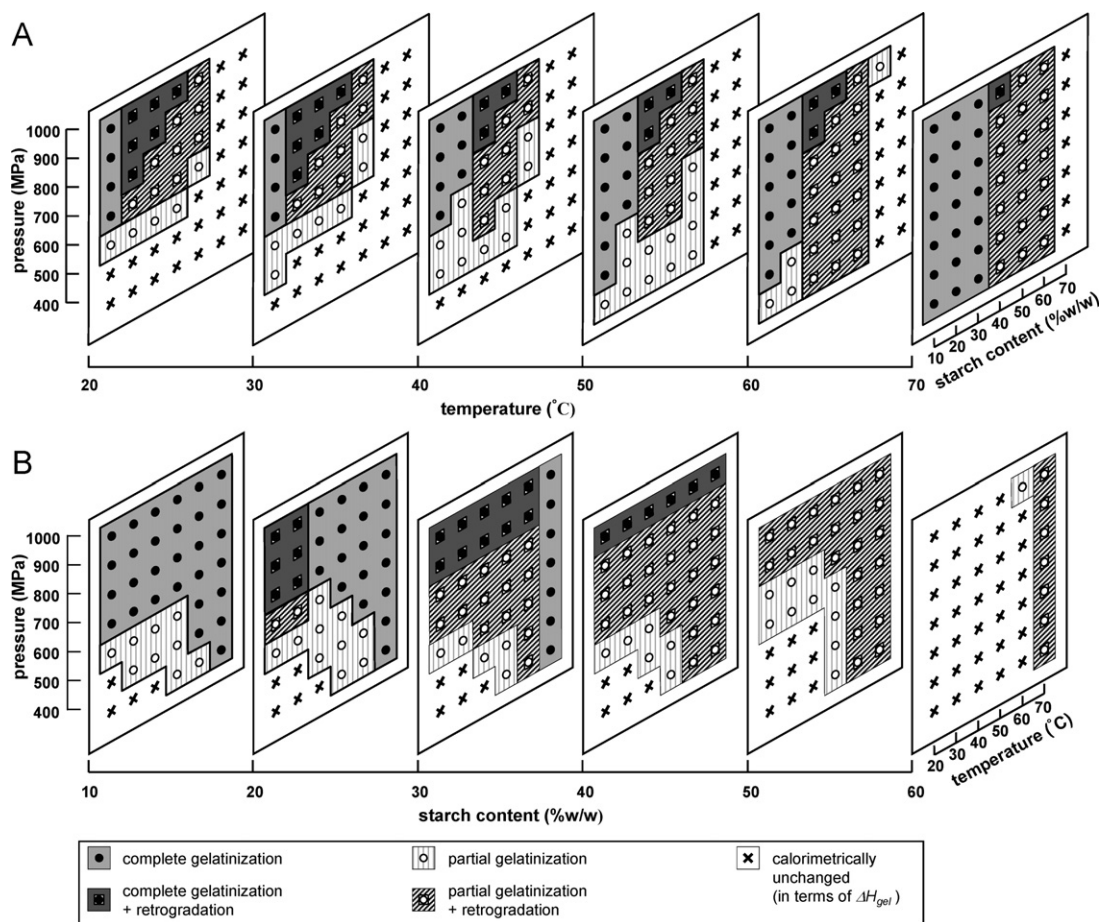 A
pressure (MPa)
1000
900
800
700
600
500
400
20
30
40
50
60
70
temperature (°C)
10
20
30
40
50
60
70
starch content (%w/w)
B
pressure (MPa)
1000
900
800
700
600
500
400
10
20
30
40
50
60
starch content (%w/w)
20
30
40
50
60
70
temperature (°C)
complete gelatinization
partial gelatinization
calorimetrically
unchanged
(in terms of ΔHgel )
complete gelatinization
+ retrogradation
partial gelatinization
+ retrogradation